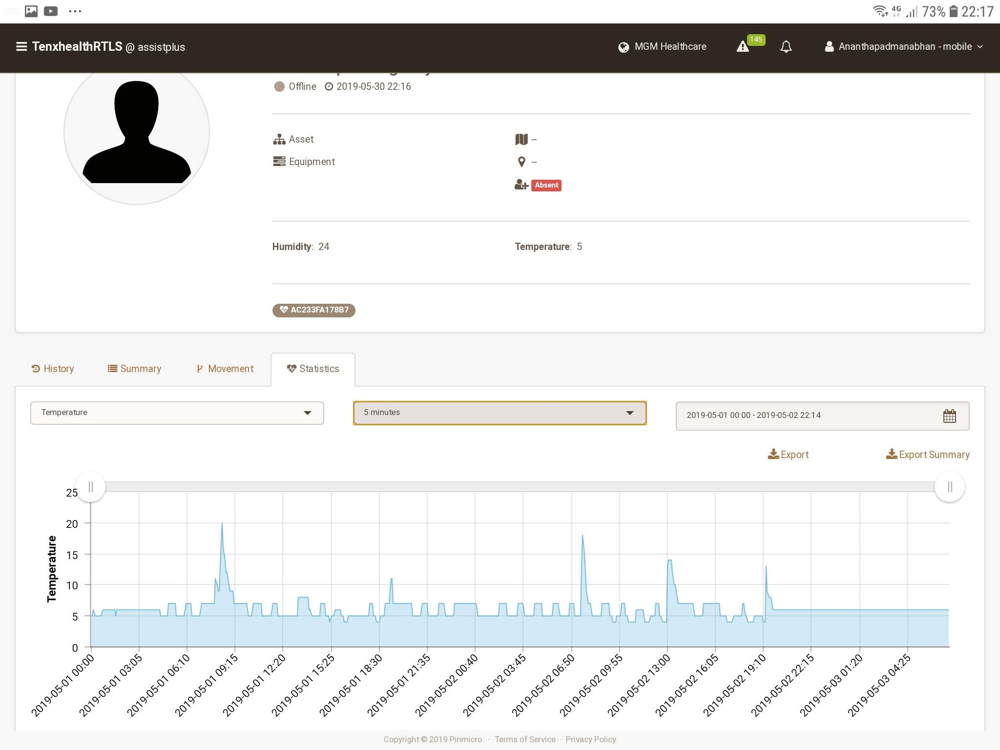 73% 22:17
4G
TenxhealthRTLS @ assistplus
MGM Healthcare
145
Ananthapadmanabhan - mobile
Offline 2019-05-30 22:16
Asset
–
Equipment
–
Absent
Humidity: 24
Temperature: 5
AC233FA178B7
History
Summary
Movement
Statistics
Temperature
5 minutes
2019-05-01 00:00 - 2019-05-02 22:14
Export
Export Summary
Temperature
25
20
15
10
5
0
2019-05-01 00:00
2019-05-01 03:05
2019-05-01 06:10
2019-05-01 09:15
2019-05-01 12:20
2019-05-01 15:25
2019-05-01 18:30
2019-05-01 21:35
2019-05-02 00:40
2019-05-02 03:45
2019-05-02 06:50
2019-05-02 09:55
2019-05-02 13:00
2019-05-02 16:05
2019-05-02 19:10
2019-05-02 22:15
2019-05-03 01:20
2019-05-03 04:25
Copyright © 2019 Pinmicro. · Terms of Service · Privacy Policy